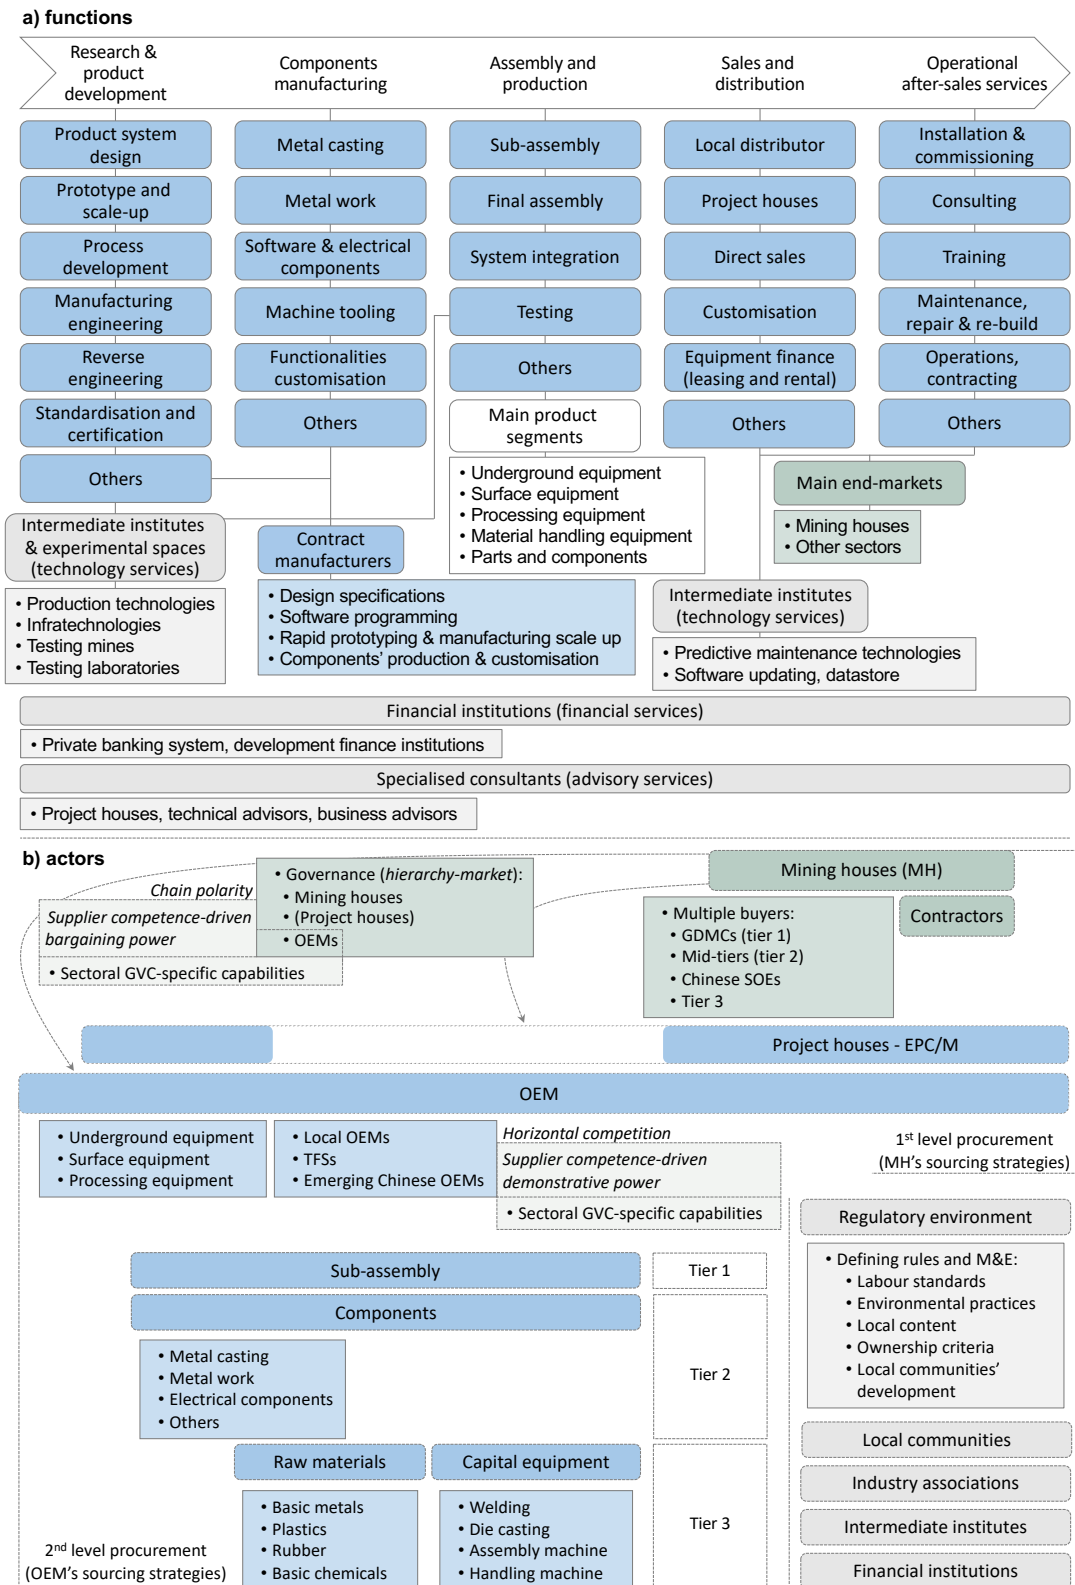 a) functions
Research &
product
development
Components
manufacturing
Assembly and
production
Sales and
distribution
Operational
after-sales services
Product system
design
Prototype and
scale-up
Process
development
Manufacturing
engineering
Reverse
engineering
Standardisation and
certification
Others
Metal casting
Metal work
Software & electrical
components
Machine tooling
Functionalities
customisation
Others
Sub-assembly
Final assembly
System integration
Testing
Others
Main product
segments
• Underground equipment
• Surface equipment
• Processing equipment
• Material handling equipment
• Parts and components
Local distributor
Project houses
Direct sales
Customisation
Equipment finance
(leasing and rental)
Others
Installation &
commissioning
Consulting
Training
Maintenance,
repair & re-build
Operations,
contracting
Others
Main end-markets
• Mining houses
• Other sectors
Intermediate institutes
& experimental spaces
(technology services)
• Production technologies
• Infratechnologies
• Testing mines
• Testing laboratories
Contract
manufacturers
• Design specifications
• Software programming
• Rapid prototyping & manufacturing scale up
• Components' production & customisation
Intermediate institutes
(technology services)
• Predictive maintenance technologies
• Software updating, datastore
Financial institutions (financial services)
• Private banking system, development finance institutions
Specialised consultants (advisory services)
• Project houses, technical advisors, business advisors
b) actors
Chain polarity
Supplier competence-driven
bargaining power
• Sectoral GVC-specific capabilities
• Governance (hierarchy-market):
• Mining houses
• (Project houses)
• OEMs
Mining houses (MH)
Contractors
• Multiple buyers:
• GDMCs (tier 1)
• Mid-tiers (tier 2)
• Chinese SOEs
• Tier 3
Project houses - EPC/M
OEM
• Underground equipment
• Surface equipment
• Processing equipment
• Local OEMs
• TFSs
• Emerging Chinese OEMs
Horizontal competition
Supplier competence-driven
demonstrative power
• Sectoral GVC-specific capabilities
1st level procurement
(MH's sourcing strategies)
Sub-assembly
Tier 1
Components
• Metal casting
• Metal work
• Electrical components
• Others
Tier 2
Raw materials
• Basic metals
• Plastics
• Rubber
• Basic chemicals
Capital equipment
• Welding
• Die casting
• Assembly machine
• Handling machine
Tier 3
2nd level procurement
(OEM's sourcing strategies)
Regulatory environment
• Defining rules and M&E:
• Labour standards
• Environmental practices
• Local content
• Ownership criteria
• Local communities'
development
Local communities
Industry associations
Intermediate institutes
Financial institutions